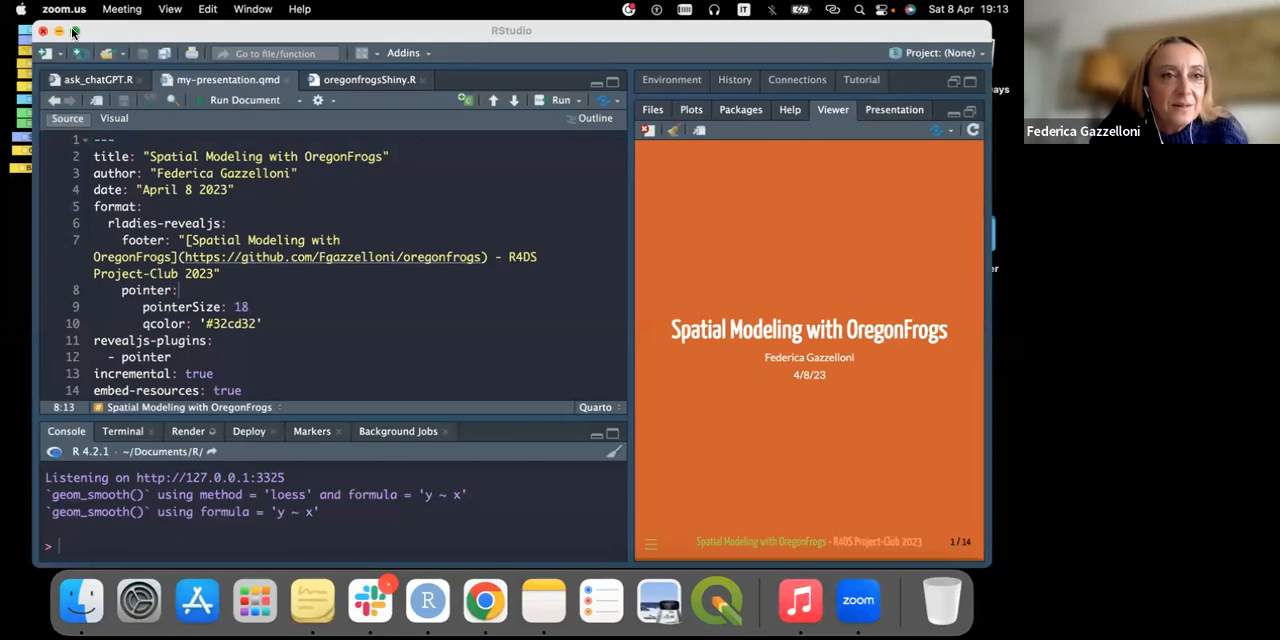 zoom.us Meeting View Edit Window Help IT Sat 8 Apr 19:13
RStudio
Go to file/function Addins Project: (None)
ask_chatGPT.R my-presentation.qmd oregonfrogsShiny.R
Run Document Run
Source Visual Outline
1 ---
2 title: "Spatial Modeling with OregonFrogs"
3 author: "Federica Gazzelloni"
4 date: "April 8 2023"
5 format:
6 rladies-revealjs:
7 footer: "[Spatial Modeling with
OregonFrogs](https://github.com/Fgazzelloni/oregonfrogs) - R4DS
Project-Club 2023"
8 pointer:
9 pointerSize: 18
10 qcolor: '#32cd32'
11 revealjs-plugins:
12 - pointer
13 incremental: true
14 embed-resources: true
8:13 # Spatial Modeling with OregonFrogs Quarto
Console Terminal Render Deploy Markers Background Jobs
R 4.2.1 · ~/Documents/R/
Listening on http://127.0.0.1:3325
`geom_smooth()` using method = 'loess' and formula = 'y ~ x'
`geom_smooth()` using formula = 'y ~ x'
>
Environment History Connections Tutorial
Files Plots Packages Help Viewer Presentation
Spatial Modeling with OregonFrogs
Federica Gazzelloni
4/8/23
Spatial Modeling with OregonFrogs - R4DS Project-Club 2023 1 / 14
Federica Gazzelloni
R
zoom